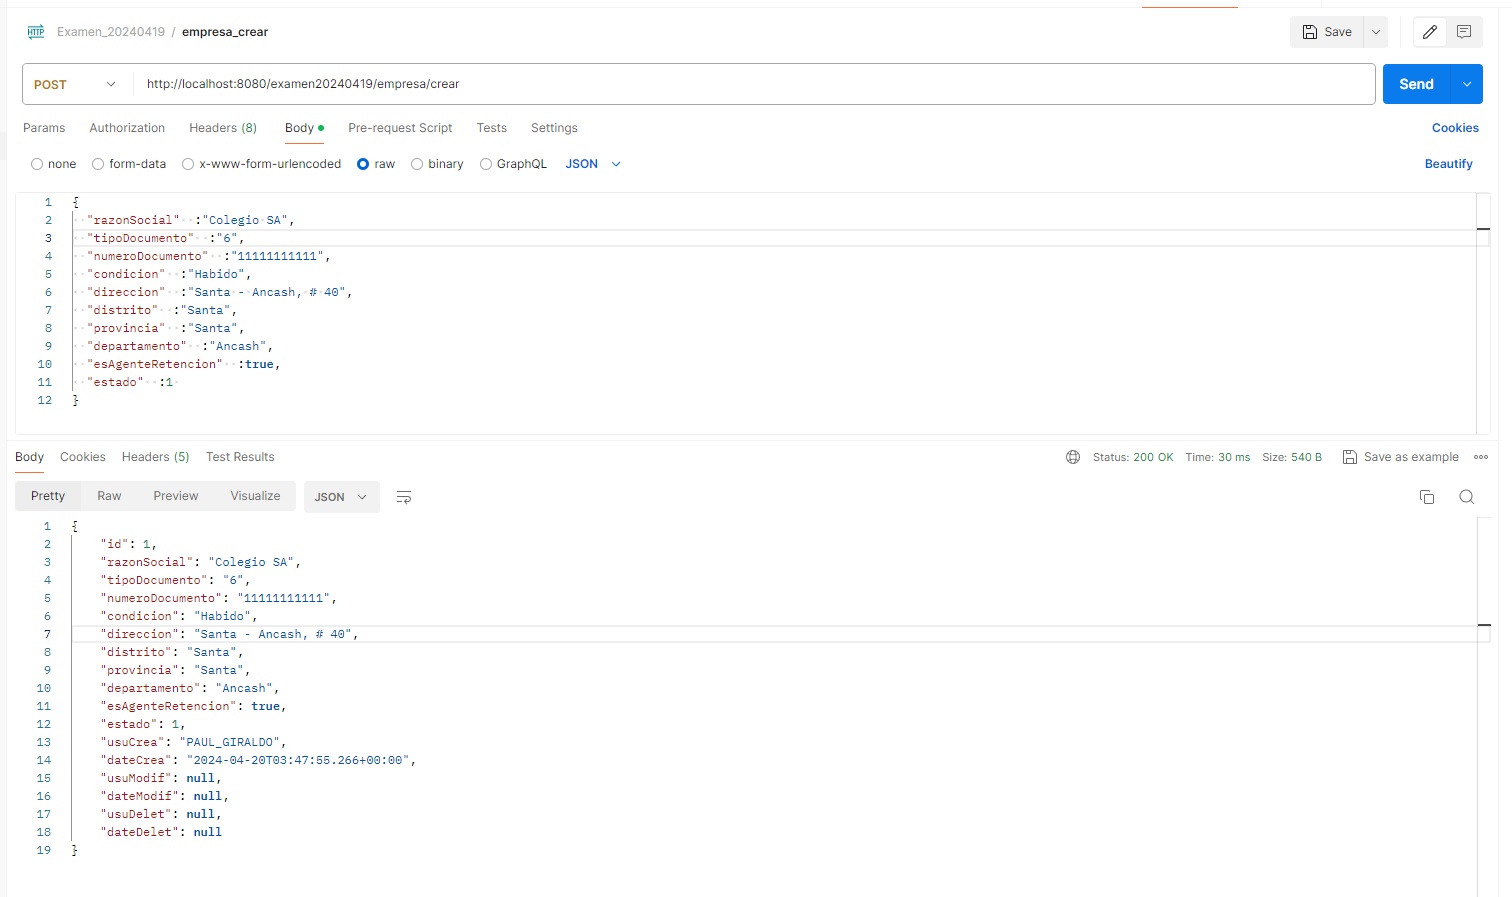 HTTP Examen_20240419 / empresa_crear Save
POST http://localhost:8080/examen20240419/empresa/crear Send
Params Authorization Headers (8) Body Pre-request Script Tests Settings Cookies
none form-data x-www-form-urlencoded raw binary GraphQL JSON Beautify
1 {
2 "razonSocial" :"Colegio SA",
3 "tipoDocumento" :"6",
4 "numeroDocumento" :"11111111111",
5 "condicion" :"Habido",
6 "direccion" :"Santa - Ancash, # 40",
7 "distrito" :"Santa",
8 "provincia" :"Santa",
9 "departamento" :"Ancash",
10 "esAgenteRetencion" :true,
11 "estado" :1
12 }
Body Cookies Headers (5) Test Results Status: 200 OK Time: 30 ms Size: 540 B Save as example
Pretty Raw Preview Visualize JSON
1 {
2 "id": 1,
3 "razonSocial": "Colegio SA",
4 "tipoDocumento": "6",
5 "numeroDocumento": "11111111111",
6 "condicion": "Habido",
7 "direccion": "Santa - Ancash, # 40",
8 "distrito": "Santa",
9 "provincia": "Santa",
10 "departamento": "Ancash",
11 "esAgenteRetencion": true,
12 "estado": 1,
13 "usuCrea": "PAUL_GIRALDO",
14 "dateCrea": "2024-04-20T03:47:55.266+00:00",
15 "usuModif": null,
16 "dateModif": null,
17 "usuDelet": null,
18 "dateDelet": null
19 }